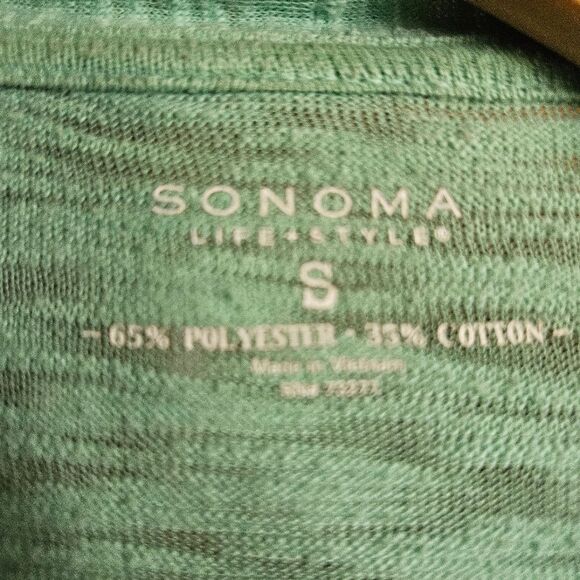 SONOMA
LIFE+STYLE®
S
- 65% POLYESTER · 35% COTTON -
Made in Vietnam